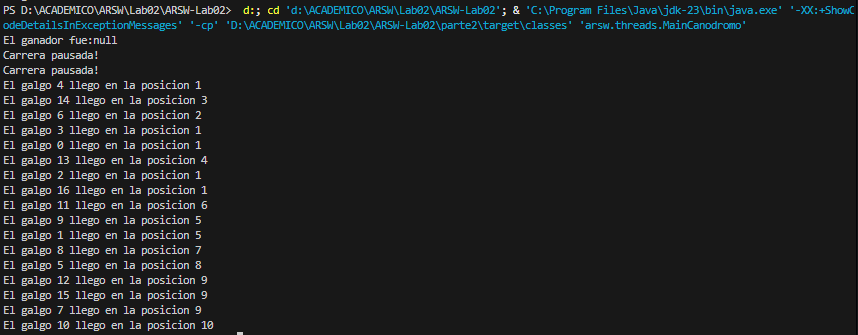 PS D:\ACADEMICO\ARSW\Lab02\ARSW-Lab02>  d:; cd 'd:\ACADEMICO\ARSW\Lab02\ARSW-Lab02'; & 'C:\Program Files\Java\jdk-23\bin\java.exe' '-XX:+ShowC
odeDetailsInExceptionMessages' '-cp' 'D:\ACADEMICO\ARSW\Lab02\ARSW-Lab02\parte2\target\classes' 'arsw.threads.MainCanodromo'
El ganador fue:null
Carrera pausada!
Carrera pausada!
El galgo 4 llego en la posicion 1
El galgo 14 llego en la posicion 3
El galgo 6 llego en la posicion 2
El galgo 3 llego en la posicion 1
El galgo 0 llego en la posicion 1
El galgo 13 llego en la posicion 4
El galgo 2 llego en la posicion 1
El galgo 16 llego en la posicion 1
El galgo 11 llego en la posicion 6
El galgo 9 llego en la posicion 5
El galgo 1 llego en la posicion 5
El galgo 8 llego en la posicion 7
El galgo 5 llego en la posicion 8
El galgo 12 llego en la posicion 9
El galgo 15 llego en la posicion 9
El galgo 7 llego en la posicion 9
El galgo 10 llego en la posicion 10